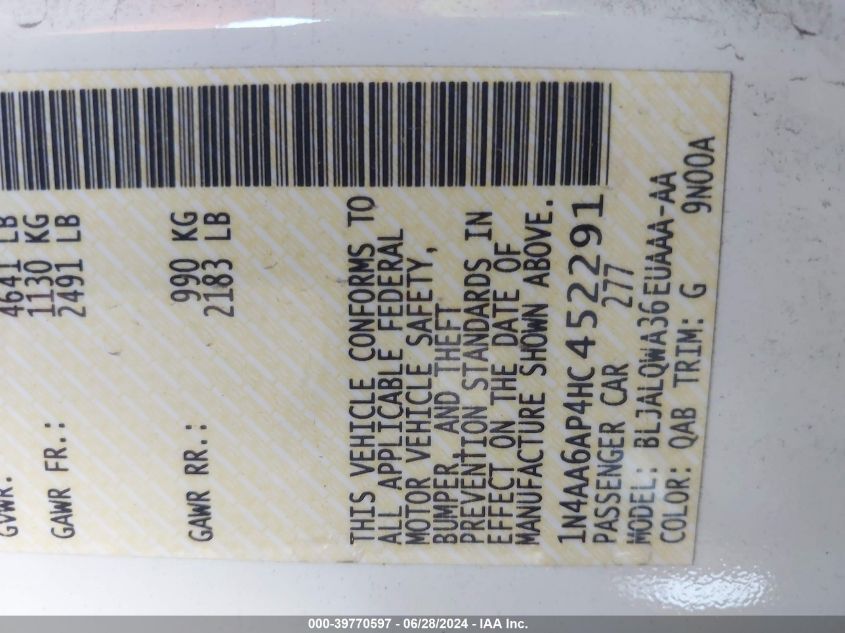 GVWR:
4641 LB
GAWR FR.: 1130 KG
2491 LB
GAWR RR.: 990 KG
2183 LB
THIS VEHICLE CONFORMS TO
ALL APPLICABLE FEDERAL
MOTOR VEHICLE SAFETY,
BUMPER, AND THEFT
PREVENTION STANDARDS IN
EFFECT ON THE DATE OF
MANUFACTURE SHOWN ABOVE.
1N4AA6AP4HC452291
PASSENGER CAR 277
MODEL: BLJALQWA36EUAAA-AA
COLOR: QAB TRIM: G 9N00A
000-39770597 - 06/28/2024 - IAA Inc.